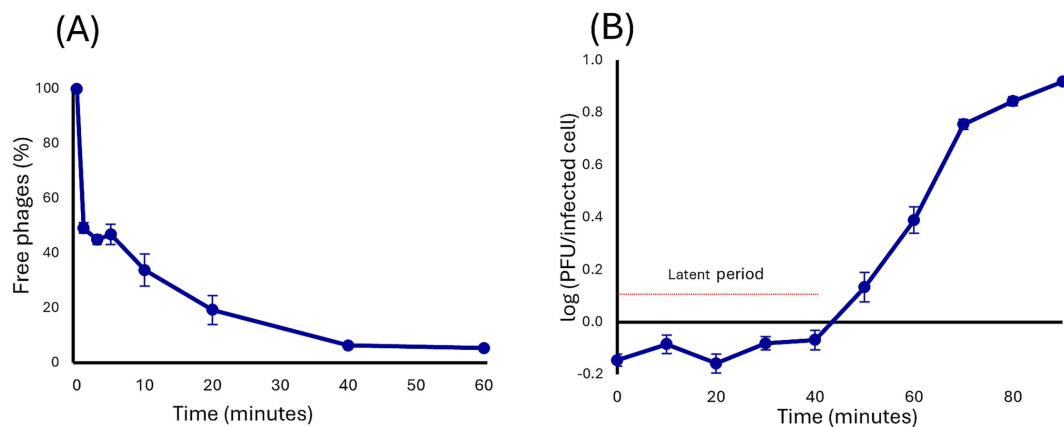 (A)
Free phages (%)
100
80
60
40
20
0
0 10 20 30 40 50 60
Time (minutes)
(B)
log (PFU/infected cell)
1.0
0.8
0.6
0.4
0.2
0.0
-0.2
Latent period
0 20 40 60 80
Time (minutes)